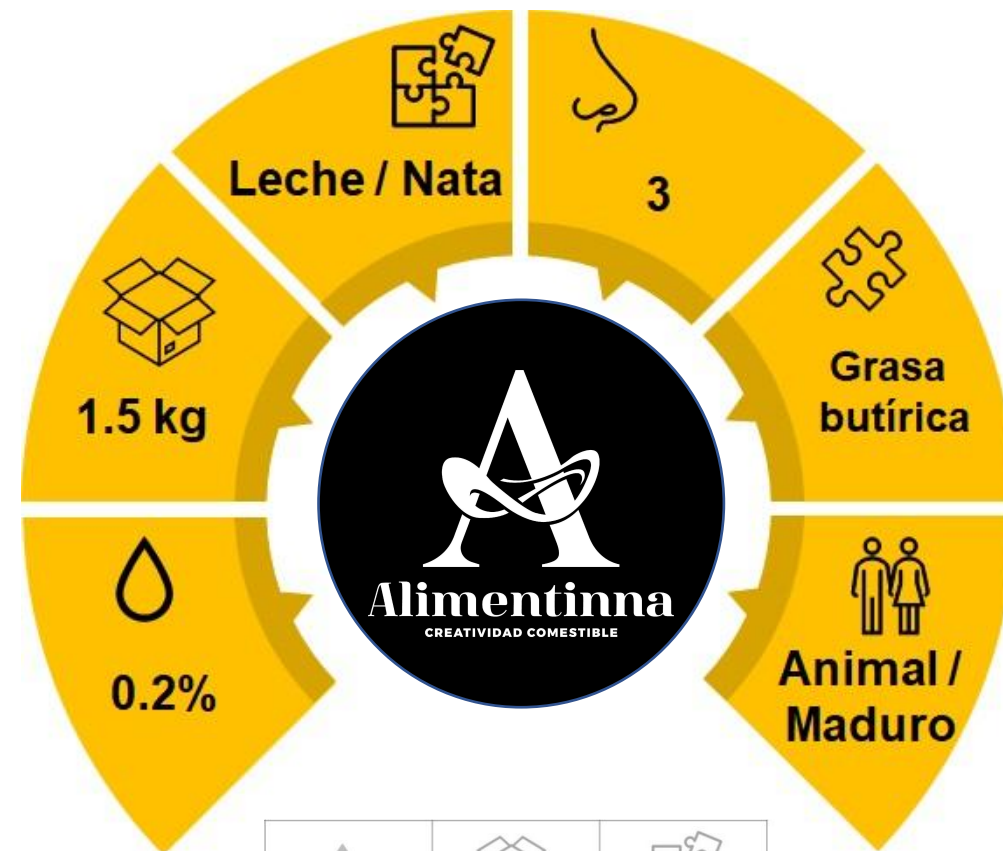 Leche / Nata
3
1.5 kg
Grasa
butírica
0.2%
Animal /
Maduro
A
Alimentinna
CREATIVIDAD COMESTIBLE